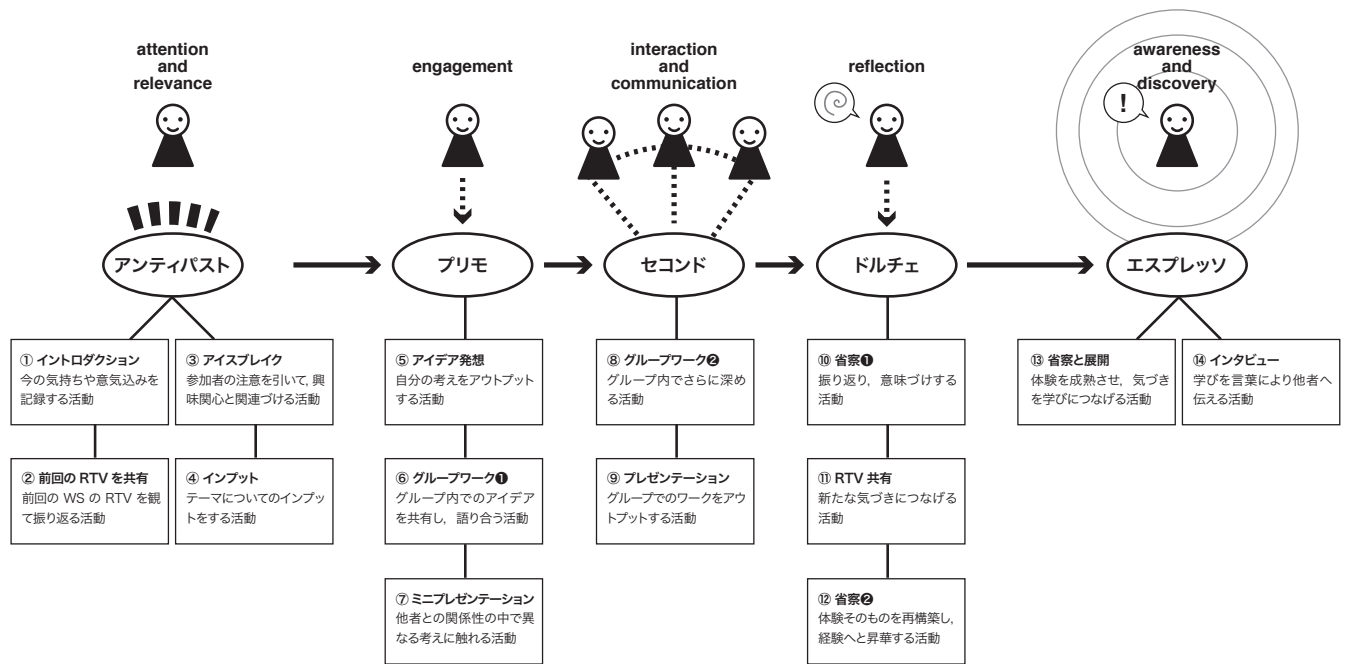 attention
and
relevance
engagement
interaction
and
communication
reflection
awareness
and
discovery
!
アンティパスト
プリモ
セコンド
ドルチェ
エスプレッソ
① イントロダクション
今の気持ちや意気込みを
記録する活動
② 前回の RTV を共有
前回の WS の RTV を観
て振り返る活動
③ アイスブレイク
参加者の注意を引いて, 興
味関心と関連づける活動
④ インプット
テーマについてのインプッ
トをする活動
⑤ アイデア発想
自分の考えをアウトプット
する活動
⑥ グループワーク❶
グループ内でのアイデア
を共有し, 語り合う活動
⑦ ミニプレゼンテーション
他者との関係性の中で異
なる考えに触れる活動
⑧ グループワーク❷
グループ内でさらに深め
る活動
⑨ プレゼンテーション
グループでのワークをアウ
トプットする活動
⑩ 省察❶
振り返り, 意味づけする
活動
⑪ RTV 共有
新たな気づきにつなげる
活動
⑫ 省察❷
体験そのものを再構築し,
経験へと昇華する活動
⑬ 省察と展開
体験を成熟させ, 気づき
を学びにつなげる活動
⑭ インタビュー
学びを言葉により他者へ
伝える活動